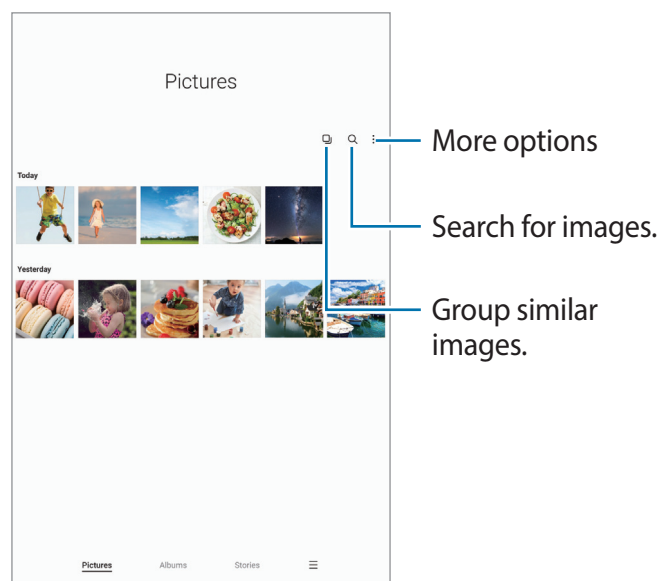 Pictures
More options
Today
Search for images.
Yesterday
Group similar
images.
Pictures Albums Stories